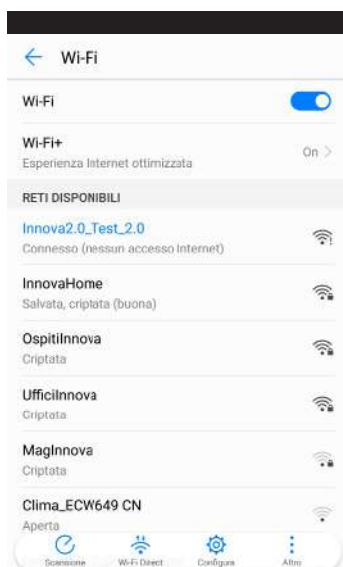 Wi-Fi
Wi-Fi
Wi-Fi+
On
Esperienza Internet ottimizzata
RETI DISPONIBILI
Innova2.0_Test_2.0
Connesso (nessun accesso Internet)
InnovaHome
Salvata, criptata (buona)
OspitiInnova
Criptata
UfficiInnova
Criptata
MagInnova
Criptata
Clima_ECW649 CN
Aperta
Scansione Wi-Fi Direct Configura Altro